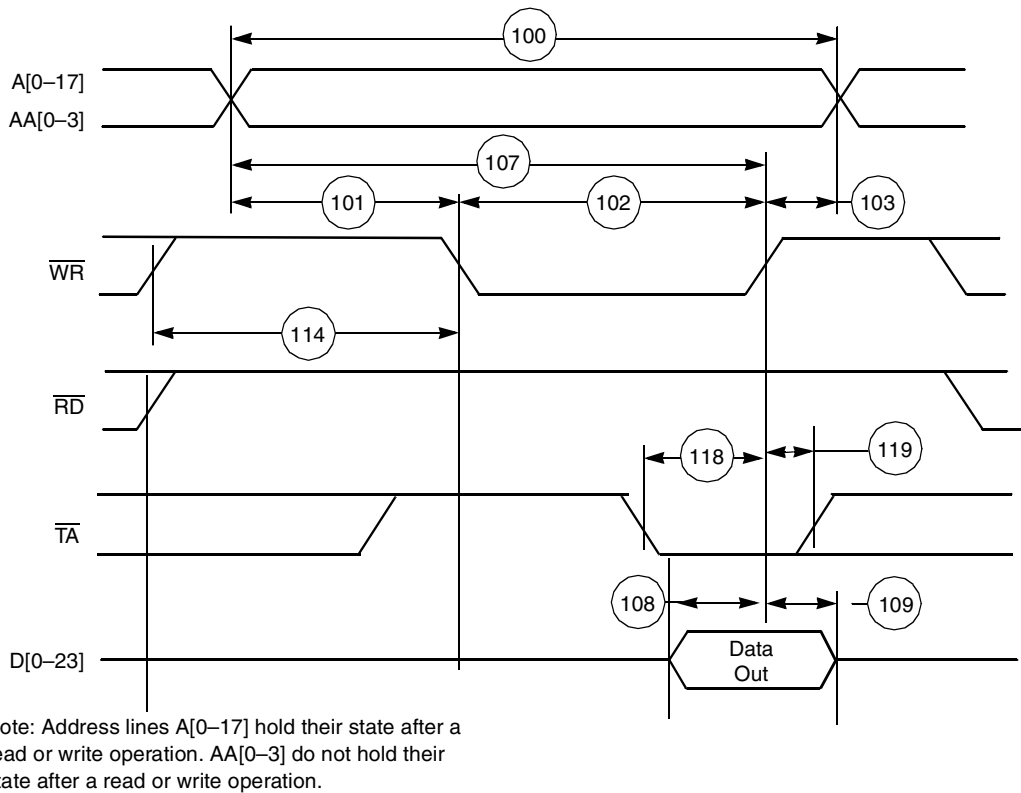 100
A[0–17]
AA[0–3]
107
101
102
103
WR
114
RD
118
119
TA
108
109
D[0–23]
Data
Out
ote: Address lines A[0–17] hold their state after a
ead or write operation. AA[0–3] do not hold their
tate after a read or write operation.